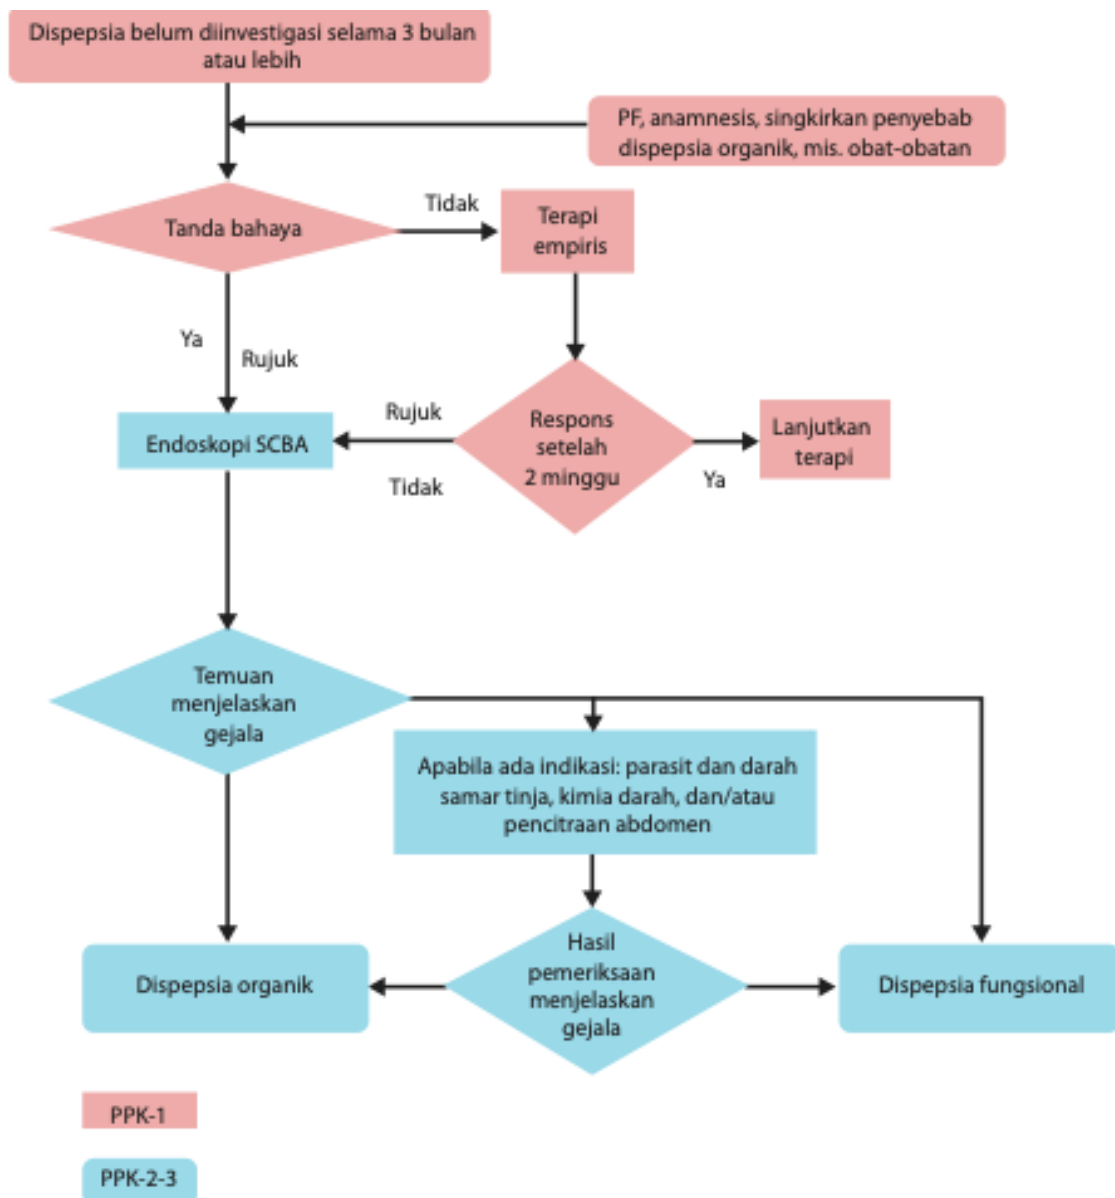 Dispepsia belum diinvestigasi selama 3 bulan
atau lebih
PF, anamnesis, singkirkan penyebab
dispepsia organik, mis. obat-obatan
Tanda bahaya
Tidak
Terapi
empiris
Ya
Rujuk
Endoskopi SCBA
Rujuk
Tidak
Respons
setelah
2 minggu
Ya
Lanjutkan
terapi
Temuan
menjelaskan
gejala
Apabila ada indikasi: parasit dan darah
samar tinja, kimia darah, dan/atau
pencitraan abdomen
Dispepsia organik
Hasil
pemeriksaan
menjelaskan
gejala
Dispepsia fungsional
PPK-1
PPK-2-3